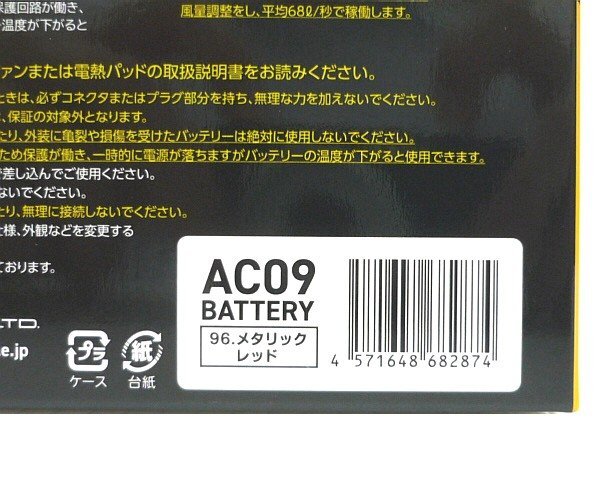 保護回路が働き、
温度が下がると
風量調整をし、平均68ℓ/秒で稼働します。
ァンまたは電熱パッドの取扱説明書をお読みください。
ときは、必ずコネクタまたはプラグ部分を持ち、無理な力を加えないでください。
、保証の対象外となります。
たり、外装に亀裂や損傷を受けたバッテリーは絶対に使用しないでください。
ため保護が働き、一時的に電源が落ちますがバッテリーの温度が下がると使用できます。
差し込んでご使用ください。
ないでください。
たり、無理に接続しないでください。
仕様、外観などを変更する
ております。
LTD.
e.jp
プラ
ケース
紙
台紙
AC09
BATTERY
96.メタリック
レッド
4 571648 682874